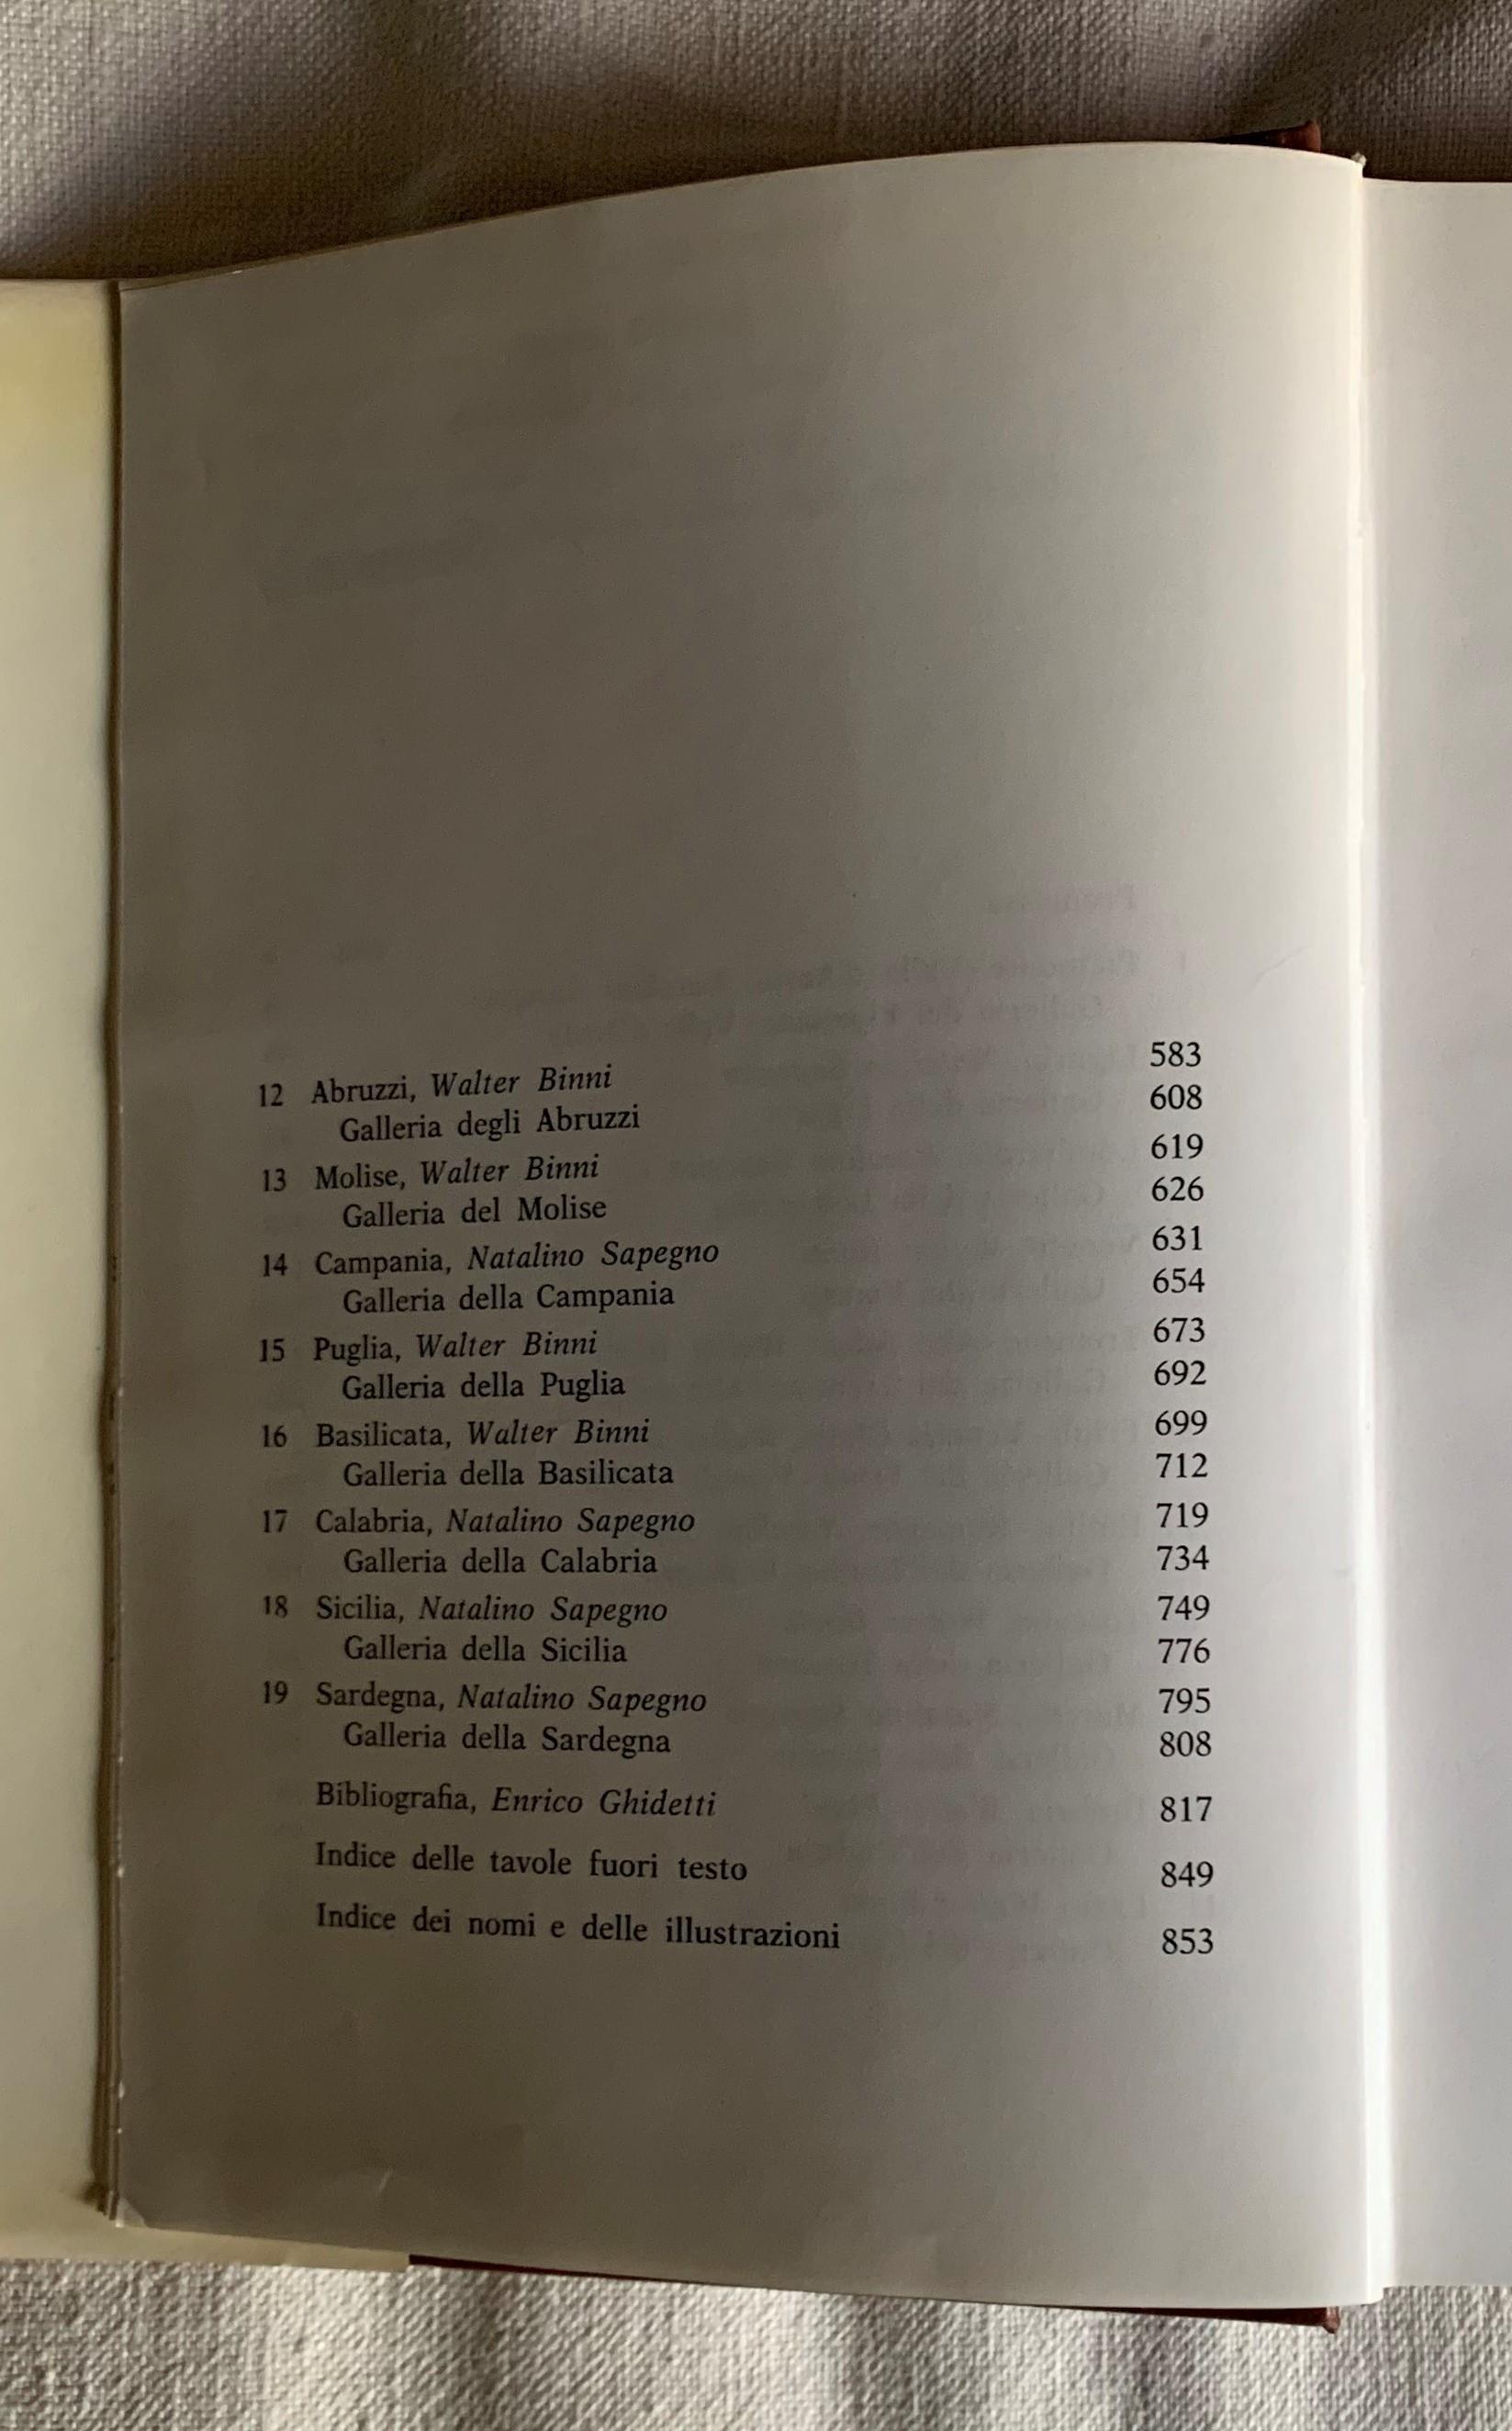 12 Abruzzi, Walter Binni 583
Galleria degli Abruzzi 608
13 Molise, Walter Binni 619
Galleria del Molise 626
14 Campania, Natalino Sapegno 631
Galleria della Campania 654
15 Puglia, Walter Binni 673
Galleria della Puglia 692
16 Basilicata, Walter Binni 699
Galleria della Basilicata 712
17 Calabria, Natalino Sapegno 719
Galleria della Calabria 734
18 Sicilia, Natalino Sapegno 749
Galleria della Sicilia 776
19 Sardegna, Natalino Sapegno 795
Galleria della Sardegna 808
Bibliografia, Enrico Ghidetti 817
Indice delle tavole fuori testo 849
Indice dei nomi e delle illustrazioni 853